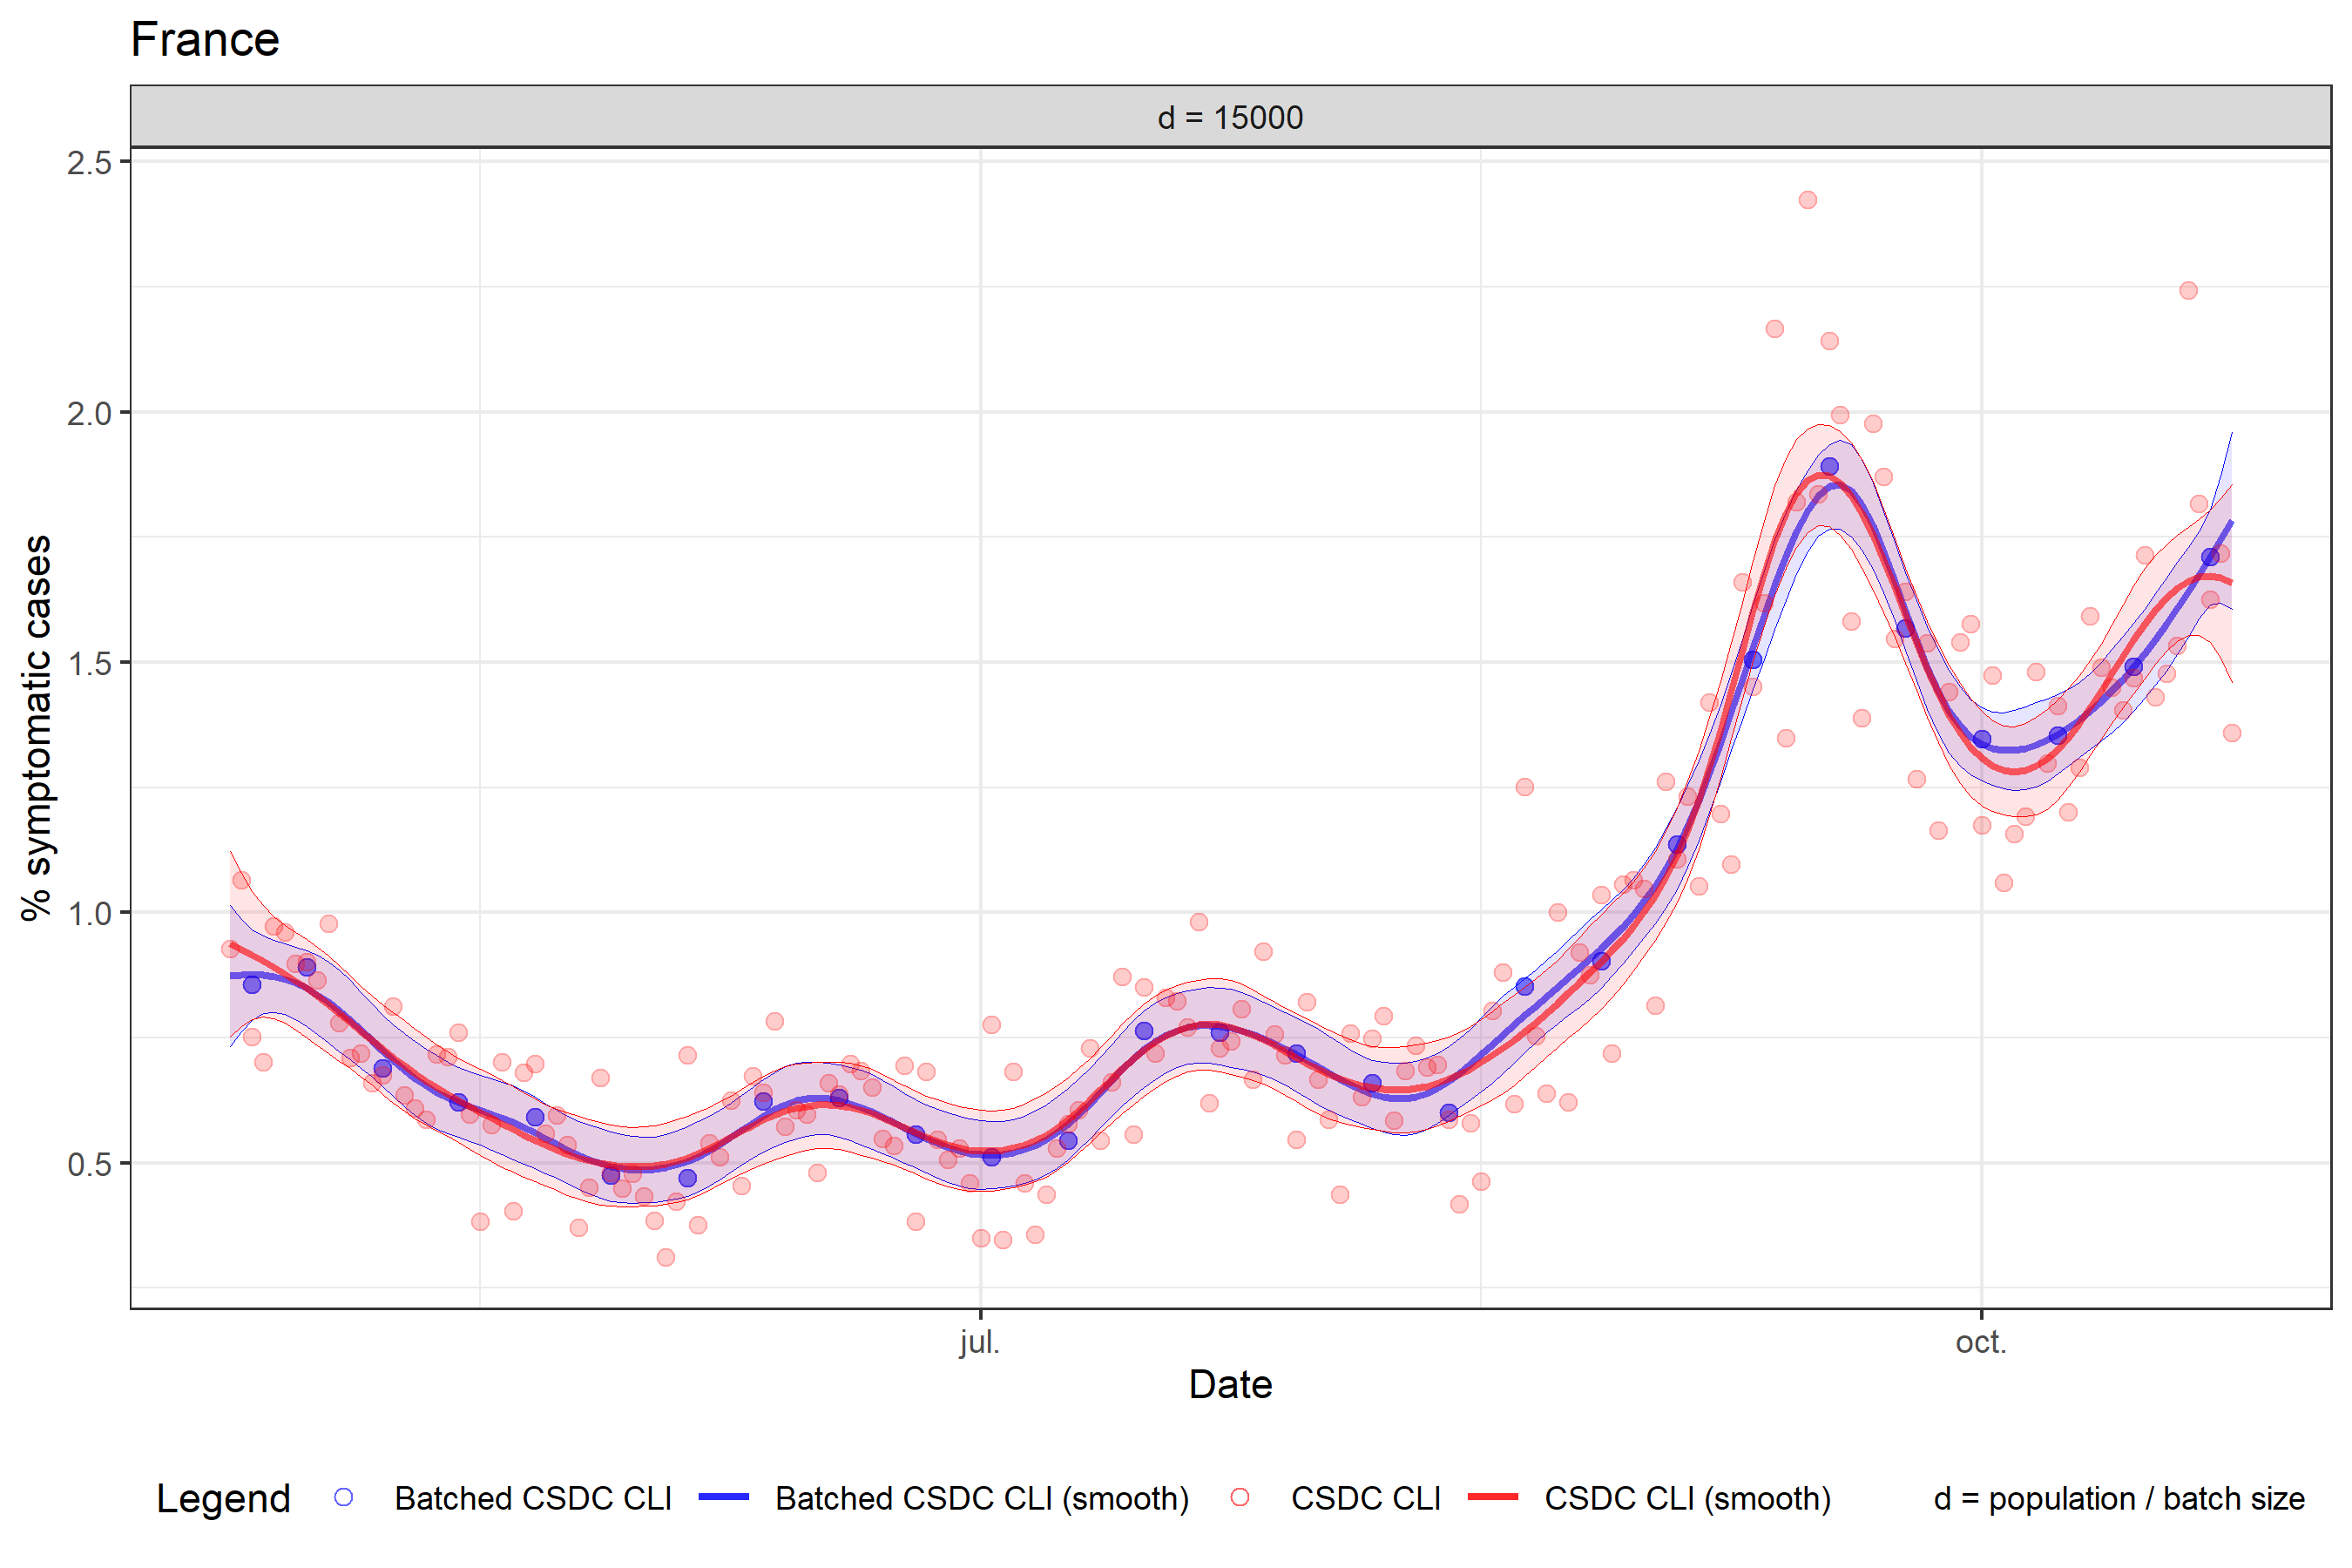 France
d = 15000
2.5
2.0
1.5
1.0
0.5
% symptomatic cases
jul.
oct.
Date
Legend Batched CSDC CLI Batched CSDC CLI (smooth) CSDC CLI CSDC CLI (smooth) d = population / batch size